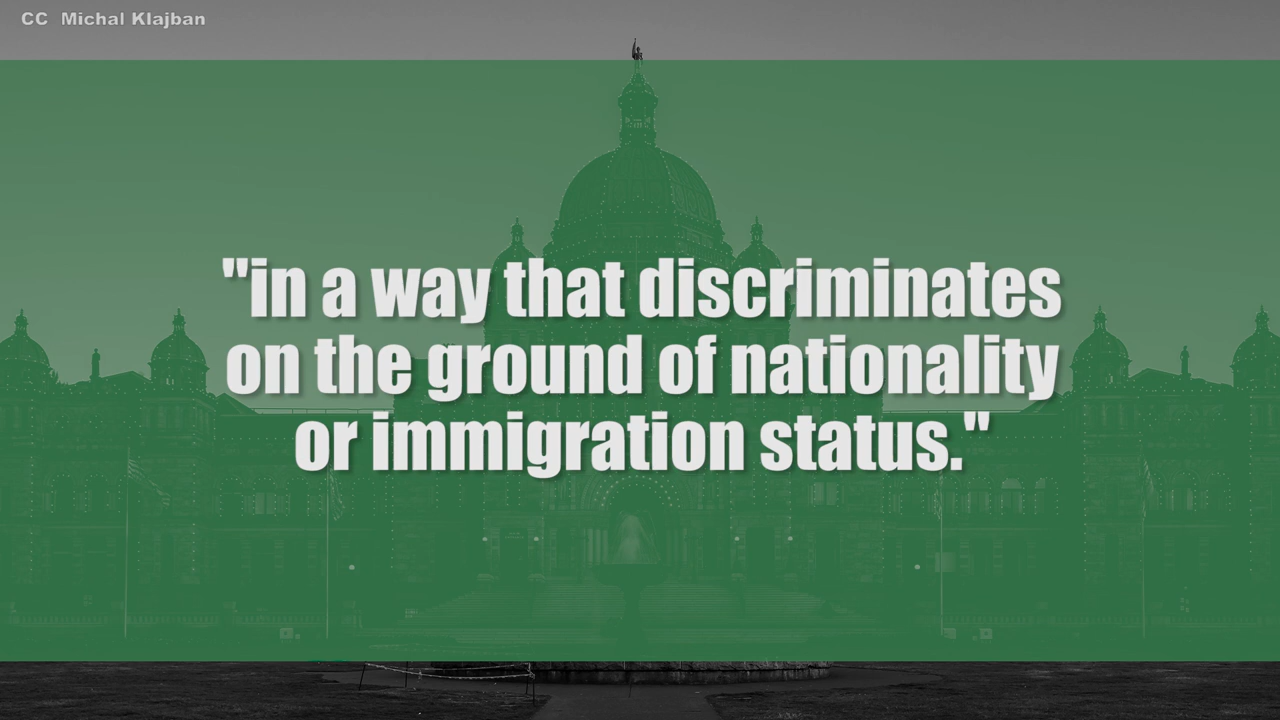 CC Michal Klajban
"in a way that discriminates
on the ground of nationality
or immigration status."